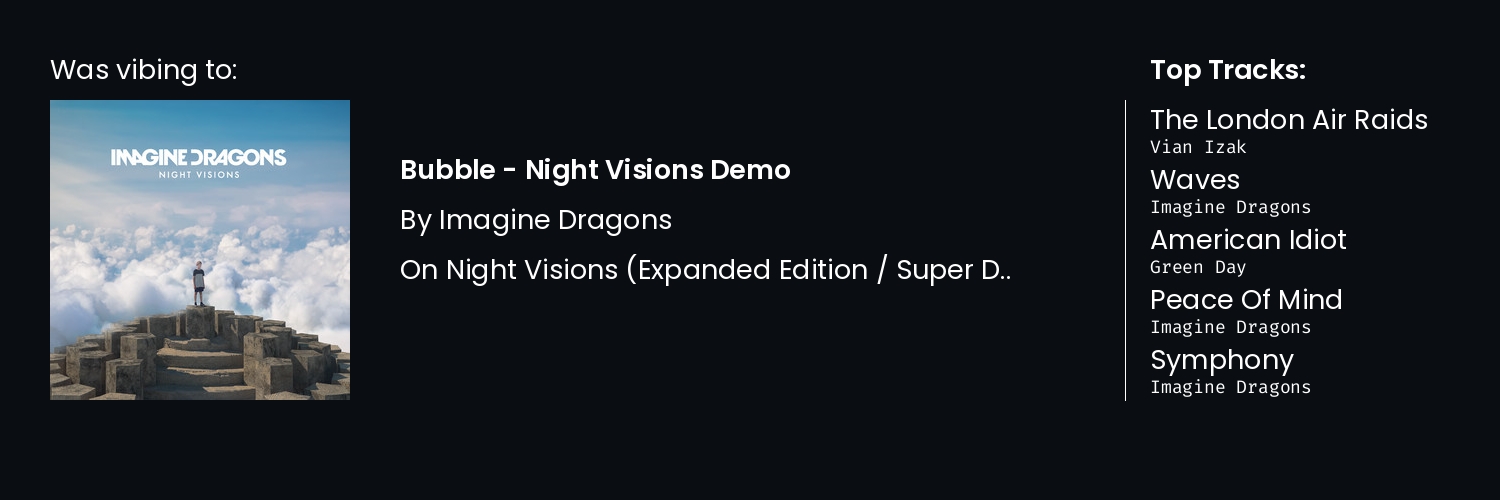 Was vibing to:
IMAGINE DRAGONS
NIGHT VISIONS
Bubble - Night Visions Demo
By Imagine Dragons
On Night Visions (Expanded Edition / Super D..
Top Tracks:
The London Air Raids
Vian Izak
Waves
Imagine Dragons
American Idiot
Green Day
Peace Of Mind
Imagine Dragons
Symphony
Imagine Dragons